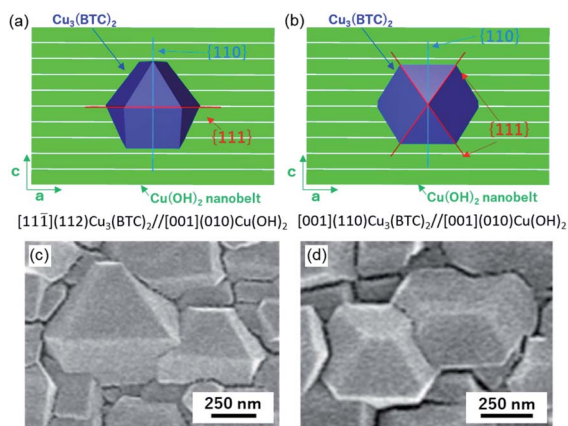 (a)
Cu₃(BTC)₂
{110}
{111}
c
a
Cu(OH)₂ nanobelt
[111̄](112)Cu₃(BTC)₂//[001](010)Cu(OH)₂
(b)
Cu₃(BTC)₂
{110}
{111}
c
a
Cu(OH)₂ nanobelt
[001](110)Cu₃(BTC)₂//[001](010)Cu(OH)₂
(c)
250 nm
(d)
250 nm